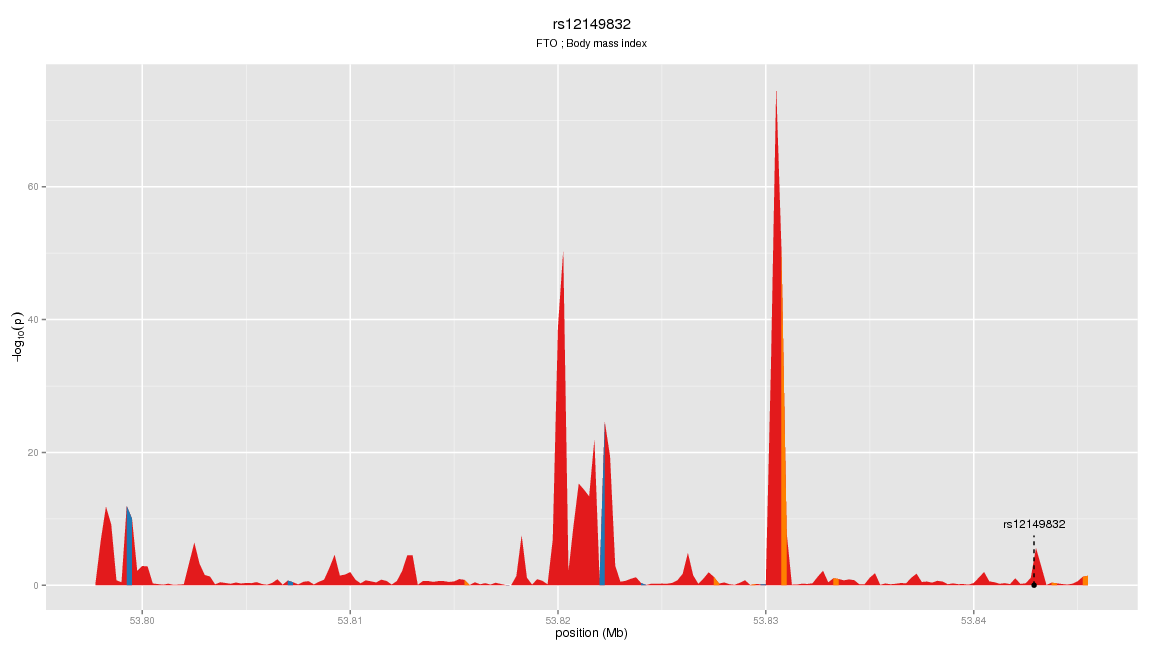 rs12149832
FTO ; Body mass index
60
40
20
0
−log10(p)
rs12149832
53.80
53.81
53.82
53.83
53.84
position (Mb)